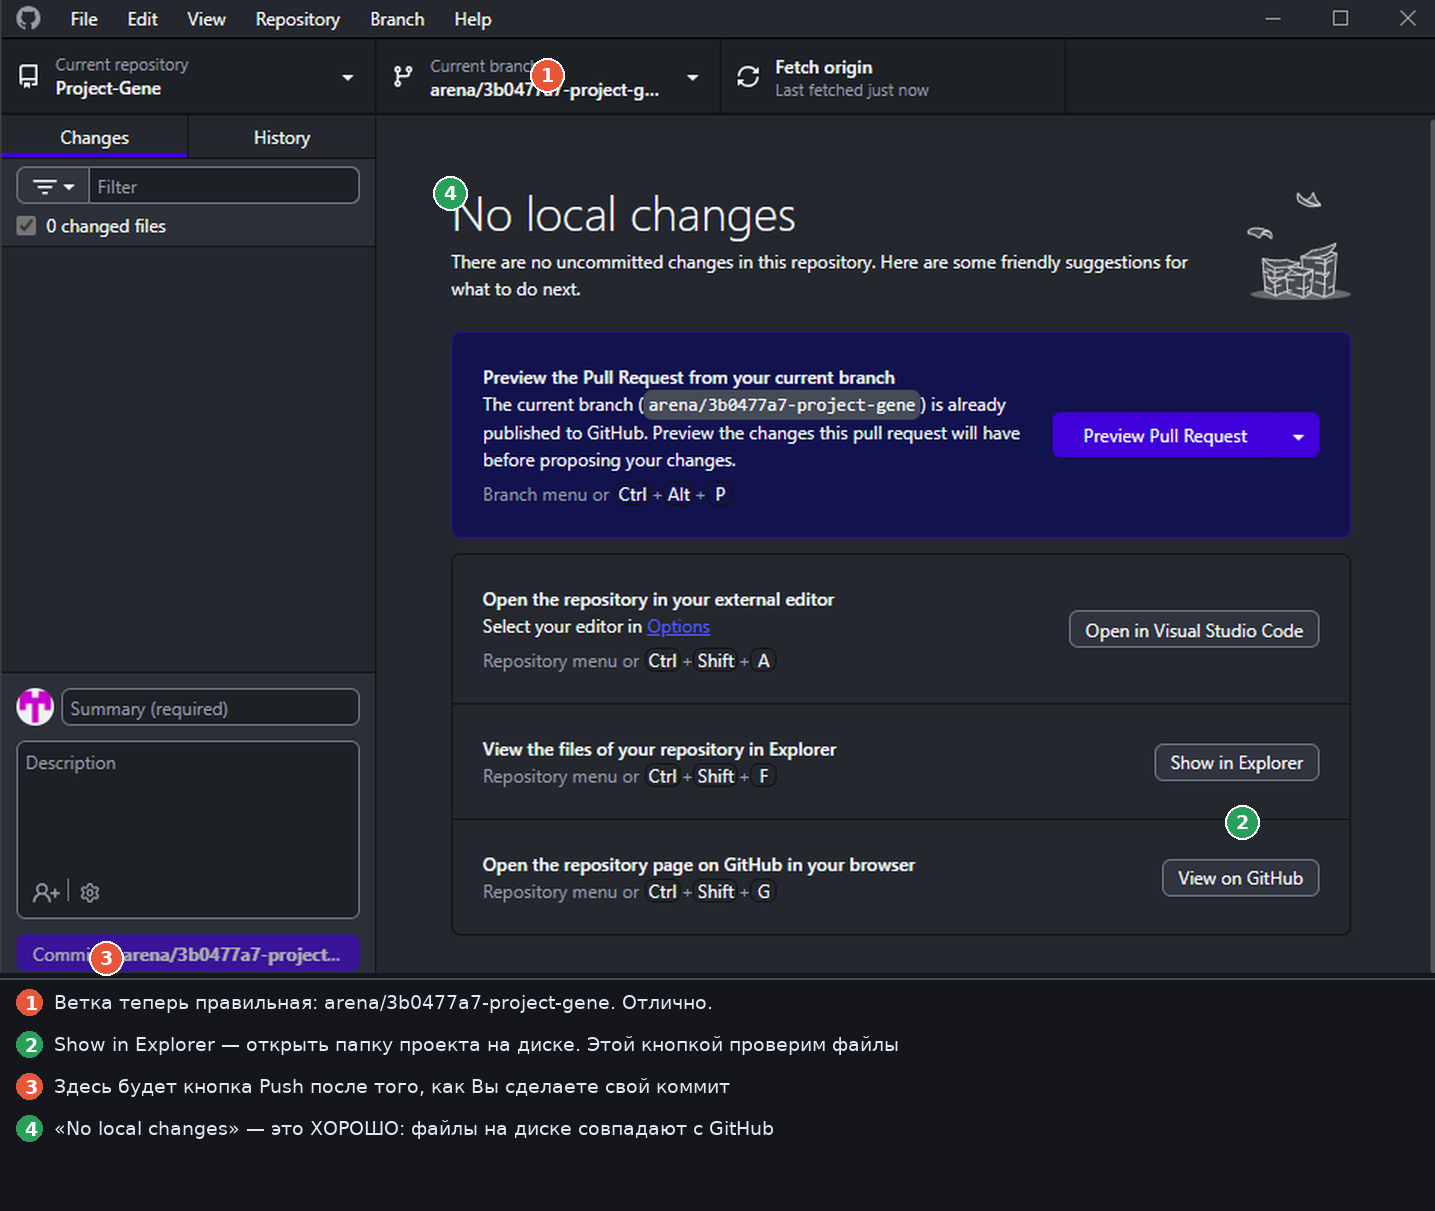 File Edit View Repository Branch Help
Current repository
Project-Gene
Current branch
1
arena/3b0477a7-project-g...
Fetch origin
Last fetched just now
Changes
History
Filter
0 changed files
4
No local changes
There are no uncommitted changes in this repository. Here are some friendly suggestions for
what to do next.
Preview the Pull Request from your current branch
The current branch (arena/3b0477a7-project-gene) is already
published to GitHub. Preview the changes this pull request will have
before proposing your changes.
Branch menu or Ctrl + Alt + P
Preview Pull Request
Open the repository in your external editor
Select your editor in Options
Repository menu or Ctrl + Shift + A
Open in Visual Studio Code
View the files of your repository in Explorer
Repository menu or Ctrl + Shift + F
Show in Explorer
2
Open the repository page on GitHub in your browser
Repository menu or Ctrl + Shift + G
View on GitHub
Summary (required)
Description
3 arena/3b0477a7-project...
1 Ветка теперь правильная: arena/3b0477a7-project-gene. Отлично.
2 Show in Explorer — открыть папку проекта на диске. Этой кнопкой проверим файлы
3 Здесь будет кнопка Push после того, как Вы сделаете свой коммит
4 «No local changes» — это ХОРОШО: файлы на диске совпадают с GitHub